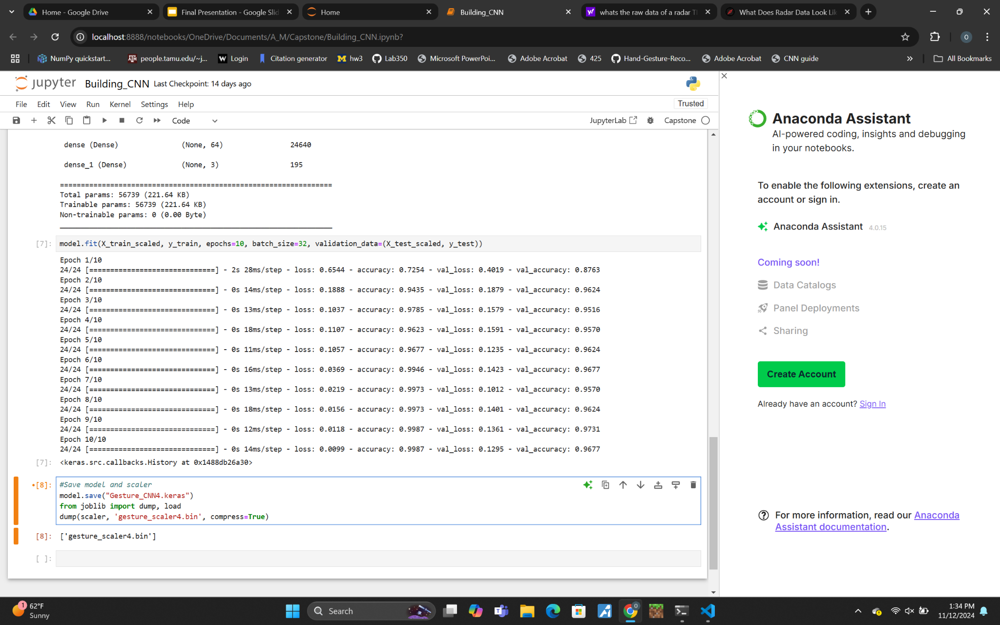 Home - Google Drive
Final Presentation - Google Slid
Home
Building_CNN
whats the raw data of a radar
What Does Radar Data Look Lik
localhost:8888/notebooks/OneDrive/Documents/A_M/Capstone/Building_CNN.ipynb?
O
NumPy quickstart...
people.tamu.edu/~j...
Login
Citation generator
hw3
Lab350
Microsoft PowerPoi...
Adobe Acrobat
425
Hand-Gesture-Reco...
Adobe Acrobat
CNN guide
»
All Bookmarks
jupyter Building_CNN Last Checkpoint: 14 days ago
File Edit View Run Kernel Settings Help
Trusted
Code
JupyterLab
Capstone
dense (Dense) (None, 64) 24640
dense_1 (Dense) (None, 3) 195
=================================================================
Total params: 56739 (221.64 KB)
Trainable params: 56739 (221.64 KB)
Non-trainable params: 0 (0.00 Byte)
_________________________________________________________________
[7]: model.fit(X_train_scaled, y_train, epochs=10, batch_size=32, validation_data=(X_test_scaled, y_test))
Epoch 1/10
24/24 [==============================] - 2s 28ms/step - loss: 0.6544 - accuracy: 0.7254 - val_loss: 0.4019 - val_accuracy: 0.8763
Epoch 2/10
24/24 [==============================] - 0s 14ms/step - loss: 0.1888 - accuracy: 0.9435 - val_loss: 0.1879 - val_accuracy: 0.9624
Epoch 3/10
24/24 [==============================] - 0s 13ms/step - loss: 0.1037 - accuracy: 0.9785 - val_loss: 0.1579 - val_accuracy: 0.9516
Epoch 4/10
24/24 [==============================] - 0s 18ms/step - loss: 0.1107 - accuracy: 0.9623 - val_loss: 0.1591 - val_accuracy: 0.9570
Epoch 5/10
24/24 [==============================] - 0s 11ms/step - loss: 0.1057 - accuracy: 0.9677 - val_loss: 0.1235 - val_accuracy: 0.9624
Epoch 6/10
24/24 [==============================] - 0s 16ms/step - loss: 0.0369 - accuracy: 0.9946 - val_loss: 0.1423 - val_accuracy: 0.9677
Epoch 7/10
24/24 [==============================] - 0s 13ms/step - loss: 0.0219 - accuracy: 0.9973 - val_loss: 0.1012 - val_accuracy: 0.9570
Epoch 8/10
24/24 [==============================] - 0s 18ms/step - loss: 0.0156 - accuracy: 0.9973 - val_loss: 0.1401 - val_accuracy: 0.9624
Epoch 9/10
24/24 [==============================] - 0s 12ms/step - loss: 0.0118 - accuracy: 0.9987 - val_loss: 0.1361 - val_accuracy: 0.9731
Epoch 10/10
24/24 [==============================] - 0s 14ms/step - loss: 0.0099 - accuracy: 0.9987 - val_loss: 0.1295 - val_accuracy: 0.9677
[7]: <keras.src.callbacks.History at 0x1488db26a30>
•[8]: #Save model and scaler
model.save("Gesture_CNN4.keras")
from joblib import dump, load
dump(scaler, 'gesture_scaler4.bin', compress=True)
[8]: ['gesture_scaler4.bin']
[ ]:
Anaconda Assistant
AI-powered coding, insights and debugging
in your notebooks.
To enable the following extensions, create an
account or sign in.
Anaconda Assistant 4.0.15
Coming soon!
Data Catalogs
Panel Deployments
Sharing
Create Account
Already have an account? Sign In
For more information, read our Anaconda
Assistant documentation.
1
62°F
Sunny
Search
1:34 PM
11/12/2024